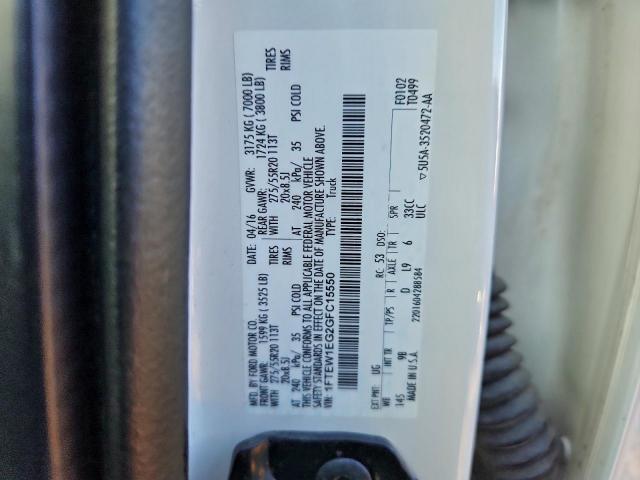 MFD. BY FORD MOTOR CO.
DATE: 04/16 GVWR: 3175 KG ( 7000 LB)
FRONT GAWR: 1599 KG ( 3525 LB) REAR GAWR: 1724 KG ( 3800 LB)
WITH 275/55R20 113T TIRES WITH 275/55R20 113T TIRES
20x8.5J RIMS 20x8.5J RIMS
AT 240 kPa/ 35 PSI COLD AT 240 kPa/ 35 PSI COLD
THIS VEHICLE CONFORMS TO ALL APPLICABLE FEDERAL MOTOR VEHICLE
SAFETY STANDARDS IN EFFECT ON THE DATE OF MANUFACTURE SHOWN ABOVE.
VIN: 1FTEW1EG2GFC15550 TYPE: Truck
F0102
T0499
EXT PNT: UG RC: 53 DSO:
WB INT TR TP/PS R AXLE TR SPR
145 9B D L9 6 33CC
MADE IN U.S.A. 2201604288584 ULC
▽5U5A-3520472-AA